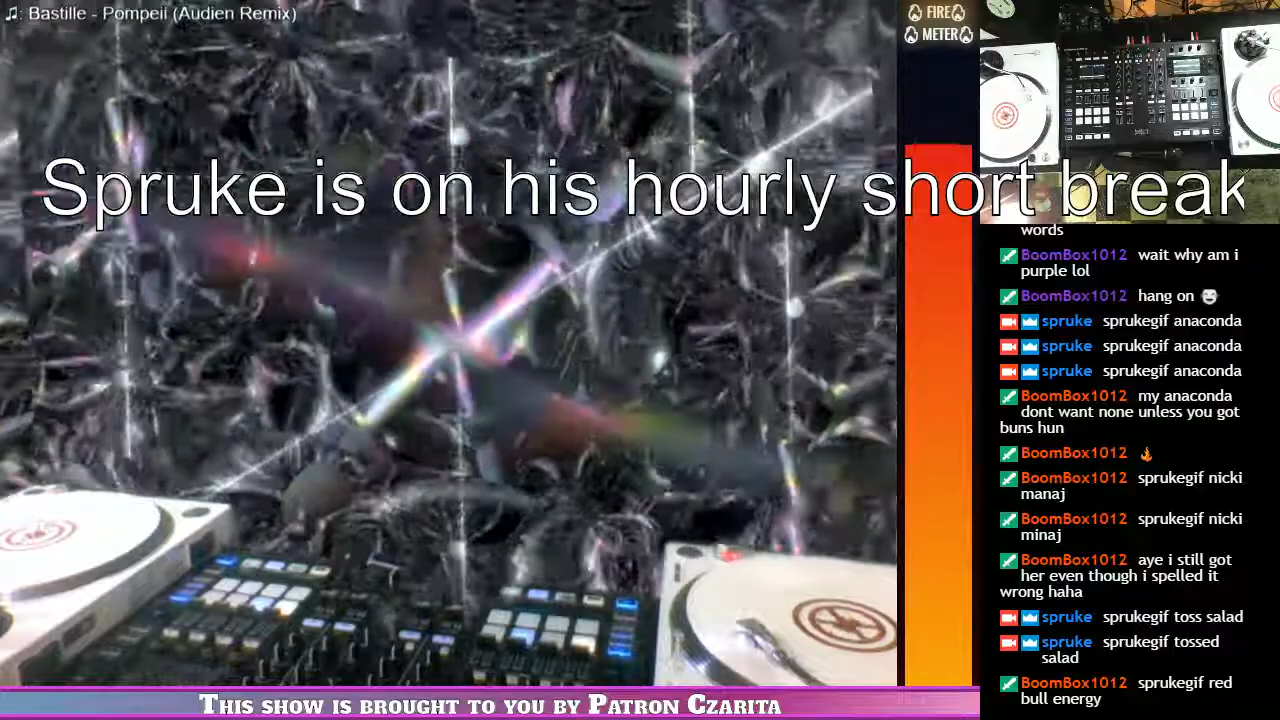 ♫: Bastille - Pompeii (Audien Remix)
FIRE
METER
Spruke is on his hourly short break
words
BoomBox1012 wait why am i
purple lol
BoomBox1012 hang on
spruke sprukegif anaconda
spruke sprukegif anaconda
spruke sprukegif anaconda
BoomBox1012 my anaconda
dont want none unless you got
buns hun
BoomBox1012 🔥
BoomBox1012 sprukegif nicki
manaj
BoomBox1012 sprukegif nicki
minaj
BoomBox1012 aye i still got
her even though i spelled it
wrong haha
spruke sprukegif toss salad
spruke sprukegif tossed
salad
BoomBox1012 sprukegif red
bull energy
This show is brought to you by Patron Czarita